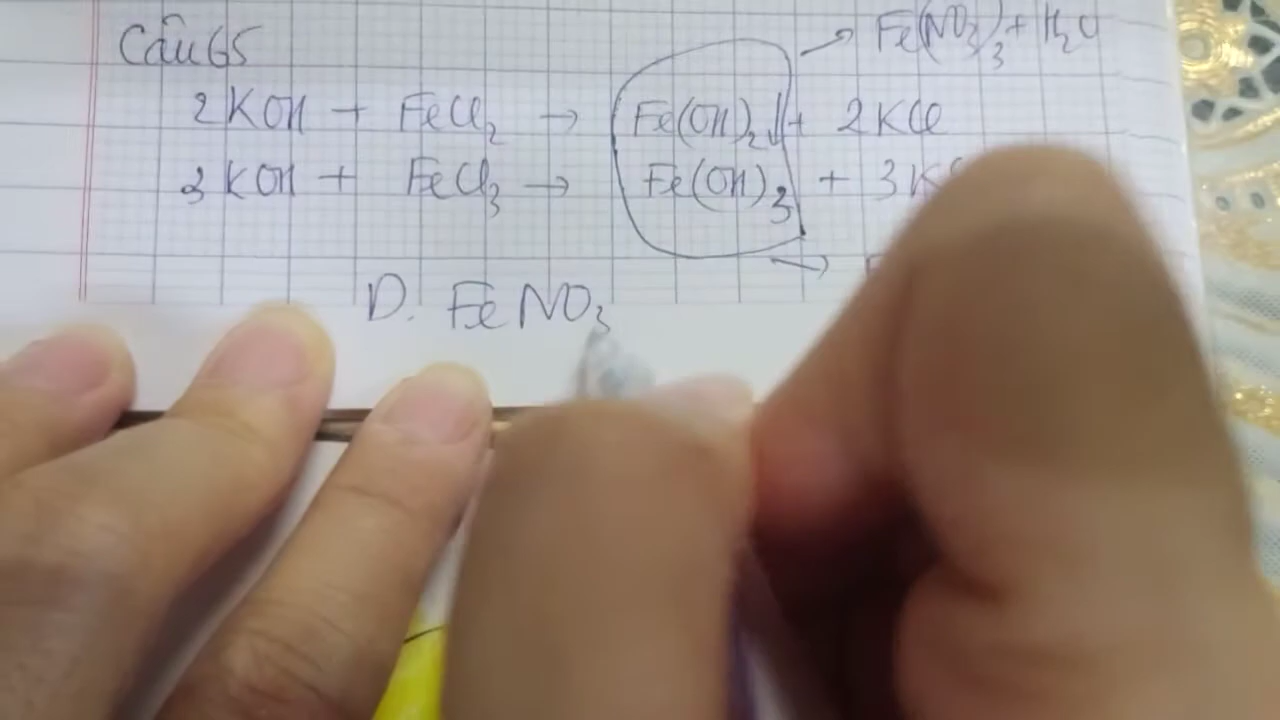 Câu 65
→ Fe(NO₃)₃ + H₂O
2KOH + FeCl₂ → Fe(OH)₂↓ + 2KCl
3KOH + FeCl₃ → Fe(OH)₃ + 3K
→
D. FeNO₃